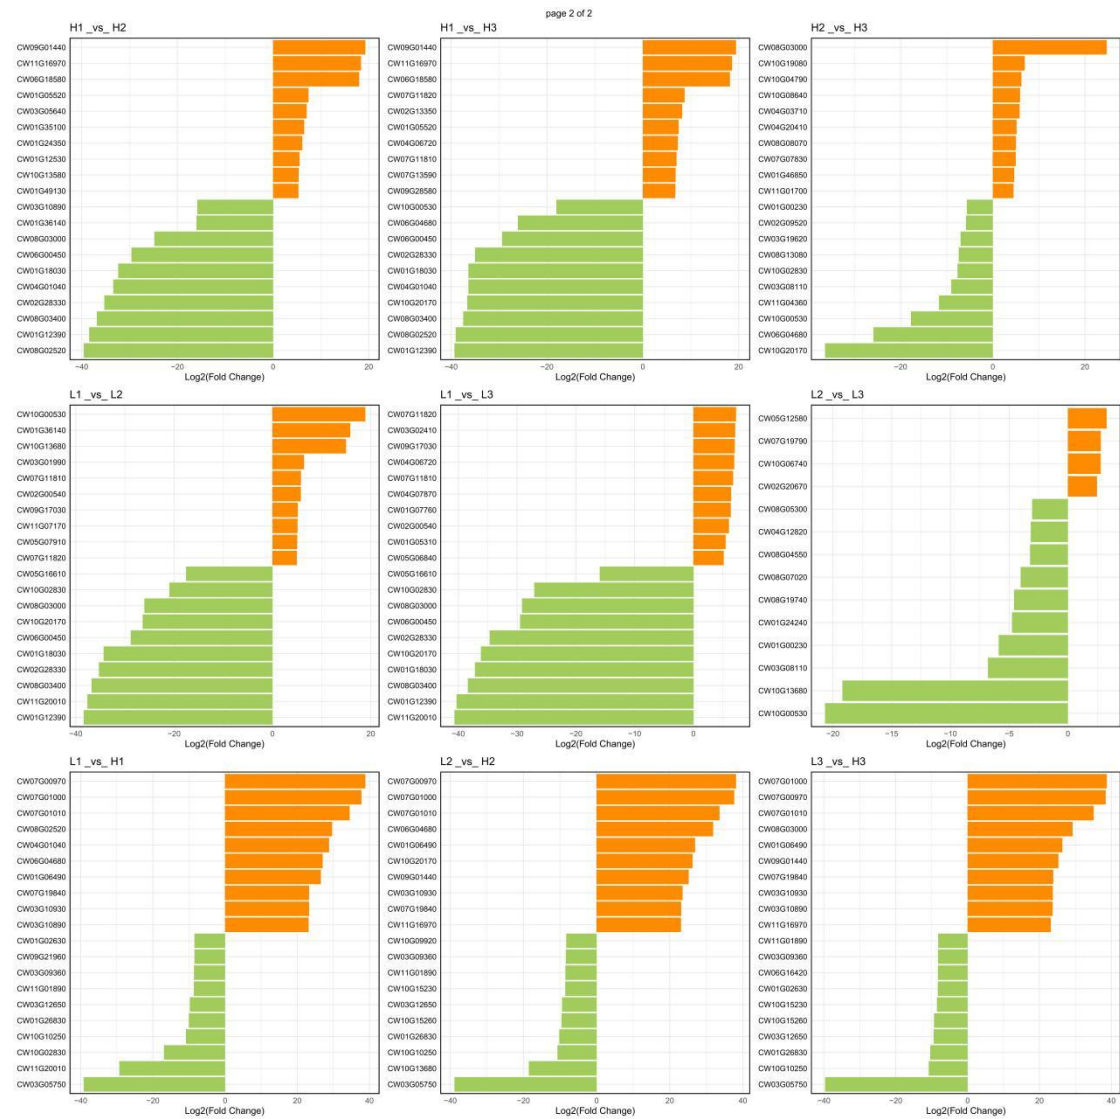 page 2 of 2
H1 _vs_ H2
CW09G01440
CW11G16970
CW06G18580
CW01G05520
CW03G05640
CW01G35100
CW01G24350
CW01G12530
CW10G13580
CW01G49130
CW03G10890
CW01G36140
CW08G03000
CW06G00450
CW01G18030
CW04G01040
CW02G28330
CW08G03400
CW01G12390
CW08G02520
−40 −20 0 20
Log2(Fold Change)
H1 _vs_ H3
CW09G01440
CW11G16970
CW06G18580
CW07G11820
CW02G13350
CW01G05520
CW04G06720
CW07G11810
CW07G13590
CW09G28580
CW10G00530
CW06G04680
CW06G00450
CW02G28330
CW01G18030
CW04G01040
CW10G20170
CW08G03400
CW08G02520
CW01G12390
−40 −20 0 20
Log2(Fold Change)
H2 _vs_ H3
CW08G03000
CW10G19080
CW10G04790
CW10G08640
CW04G03710
CW04G20410
CW08G08070
CW07G07830
CW01G46850
CW11G01700
CW01G00230
CW02G09520
CW03G19620
CW08G13080
CW10G02830
CW03G08110
CW11G04360
CW10G00530
CW06G04680
CW10G20170
−20 0 20
Log2(Fold Change)
L1 _vs_ L2
CW10G00530
CW01G36140
CW10G13680
CW03G01990
CW07G11810
CW02G00540
CW09G17030
CW11G07170
CW05G07910
CW07G11820
CW05G16610
CW10G02830
CW08G03000
CW10G20170
CW06G00450
CW01G18030
CW02G28330
CW08G03400
CW11G20010
CW01G12390
−40 −20 0 20
Log2(Fold Change)
L1 _vs_ L3
CW07G11820
CW03G02410
CW09G17030
CW04G06720
CW07G11810
CW04G07870
CW01G07760
CW02G00540
CW01G05310
CW05G06840
CW05G16610
CW10G02830
CW08G03000
CW06G00450
CW02G28330
CW10G20170
CW01G18030
CW08G03400
CW01G12390
CW11G20010
−40 −30 −20 −10 0
Log2(Fold Change)
L2 _vs_ L3
CW05G12580
CW07G19790
CW10G06740
CW02G20670
CW08G05300
CW04G12820
CW08G04550
CW08G07020
CW08G19740
CW01G24240
CW01G00230
CW03G08110
CW10G13680
CW10G00530
−20 −15 −10 −5 0
Log2(Fold Change)
L1 _vs_ H1
CW07G00970
CW07G01000
CW07G01010
CW08G02520
CW04G01040
CW06G04680
CW01G06490
CW07G19840
CW03G10930
CW03G10890
CW01G02630
CW09G21960
CW03G09360
CW11G01890
CW03G12650
CW01G26830
CW10G10250
CW10G02830
CW11G20010
CW03G05750
−40 −20 0 20 40
Log2(Fold Change)
L2 _vs_ H2
CW07G00970
CW07G01000
CW07G01010
CW06G04680
CW01G06490
CW10G20170
CW09G01440
CW03G10930
CW07G19840
CW11G16970
CW10G09920
CW03G09360
CW11G01890
CW10G15230
CW03G12650
CW10G15260
CW01G26830
CW10G10250
CW10G13680
CW03G05750
−40 −20 0 20 40
Log2(Fold Change)
L3 _vs_ H3
CW07G01000
CW07G00970
CW07G01010
CW08G03000
CW01G06490
CW09G01440
CW07G19840
CW03G10930
CW03G10890
CW11G16970
CW11G01890
CW03G09360
CW06G16420
CW01G02630
CW10G15230
CW10G15260
CW03G12650
CW01G26830
CW10G10250
CW03G05750
−40 −20 0 20 40
Log2(Fold Change)